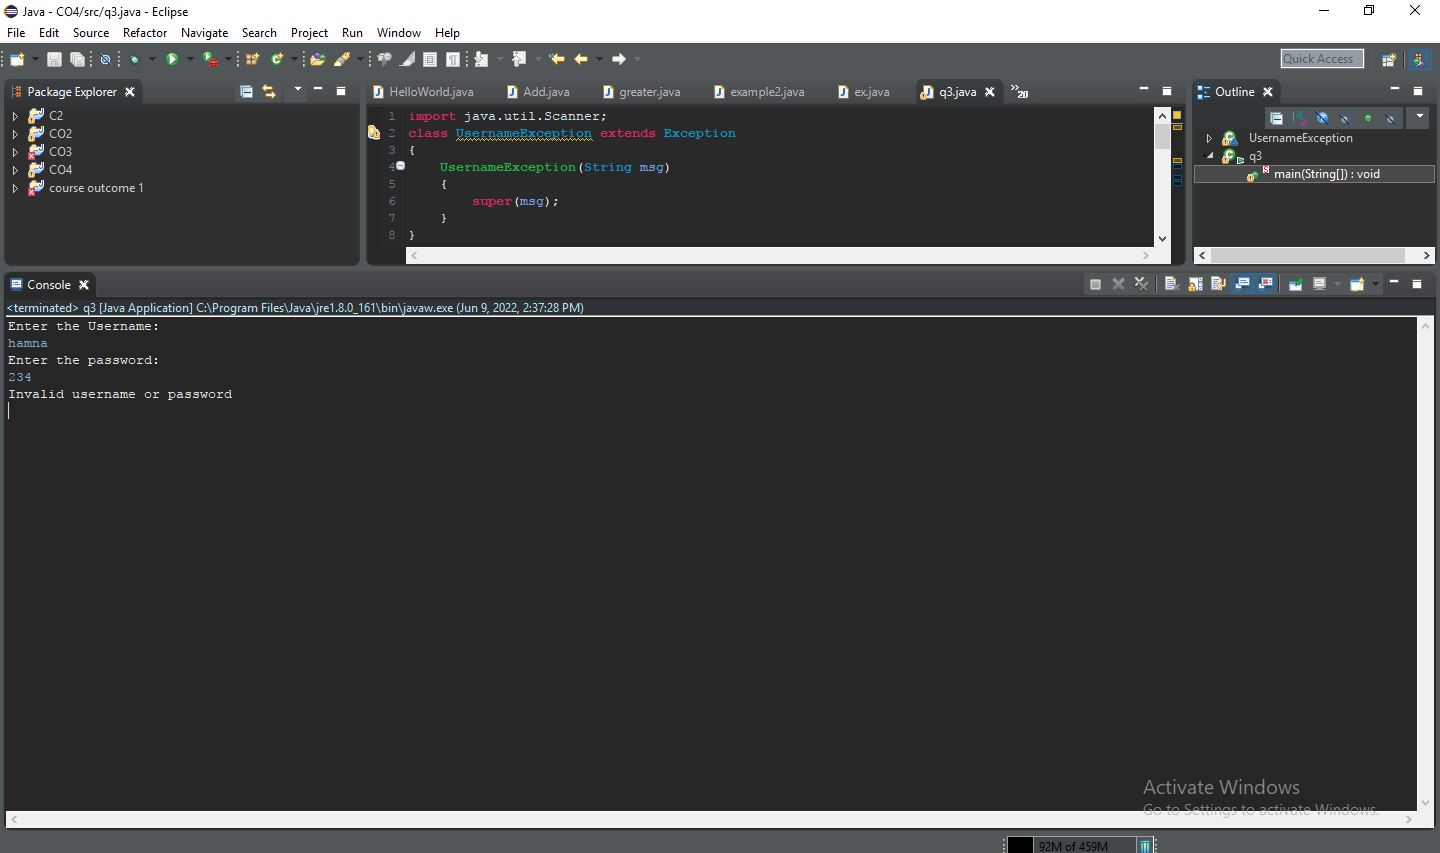 Java - CO4/src/q3.java - Eclipse
File Edit Source Refactor Navigate Search Project Run Window Help
Quick Access
Package Explorer
C2
CO2
CO3
CO4
course outcome 1
HelloWorld.java Add.java greater.java example2.java ex.java q3.java »20
1 import java.util.Scanner;
2 class UsernameException extends Exception
3 {
4 UsernameException(String msg)
5 {
6 super(msg);
7 }
8 }
Outline
UsernameException
q3
main(String[]) : void
Console
<terminated> q3 [Java Application] C:\Program Files\Java\jre1.8.0_161\bin\javaw.exe (Jun 9, 2022, 2:37:28 PM)
Enter the Username:
hamna
Enter the password:
234
Invalid username or password
Activate Windows
Go to Settings to activate Windows.
92M of 459M